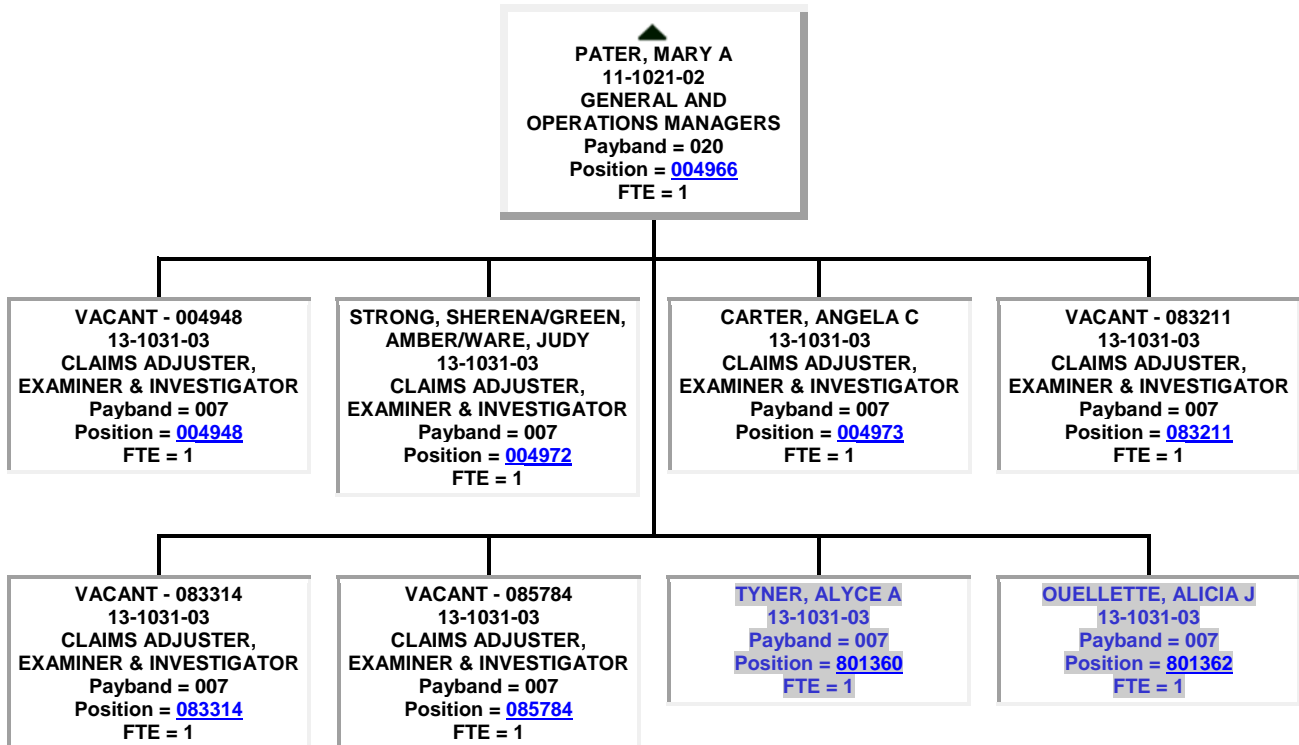 PATER, MARY A
11-1021-02
GENERAL AND
OPERATIONS MANAGERS
Payband = 020
Position = 004966
FTE = 1
VACANT - 004948
13-1031-03
CLAIMS ADJUSTER,
EXAMINER & INVESTIGATOR
Payband = 007
Position = 004948
FTE = 1
STRONG, SHERENA/GREEN,
AMBER/WARE, JUDY
13-1031-03
CLAIMS ADJUSTER,
EXAMINER & INVESTIGATOR
Payband = 007
Position = 004972
FTE = 1
CARTER, ANGELA C
13-1031-03
CLAIMS ADJUSTER,
EXAMINER & INVESTIGATOR
Payband = 007
Position = 004973
FTE = 1
VACANT - 083211
13-1031-03
CLAIMS ADJUSTER,
EXAMINER & INVESTIGATOR
Payband = 007
Position = 083211
FTE = 1
VACANT - 083314
13-1031-03
CLAIMS ADJUSTER,
EXAMINER & INVESTIGATOR
Payband = 007
Position = 083314
FTE = 1
VACANT - 085784
13-1031-03
CLAIMS ADJUSTER,
EXAMINER & INVESTIGATOR
Payband = 007
Position = 085784
FTE = 1
TYNER, ALYCE A
13-1031-03
Payband = 007
Position = 801360
FTE = 1
OUELLETTE, ALICIA J
13-1031-03
Payband = 007
Position = 801362
FTE = 1